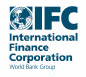 IFC
International
Finance
Corporation
World Bank Group